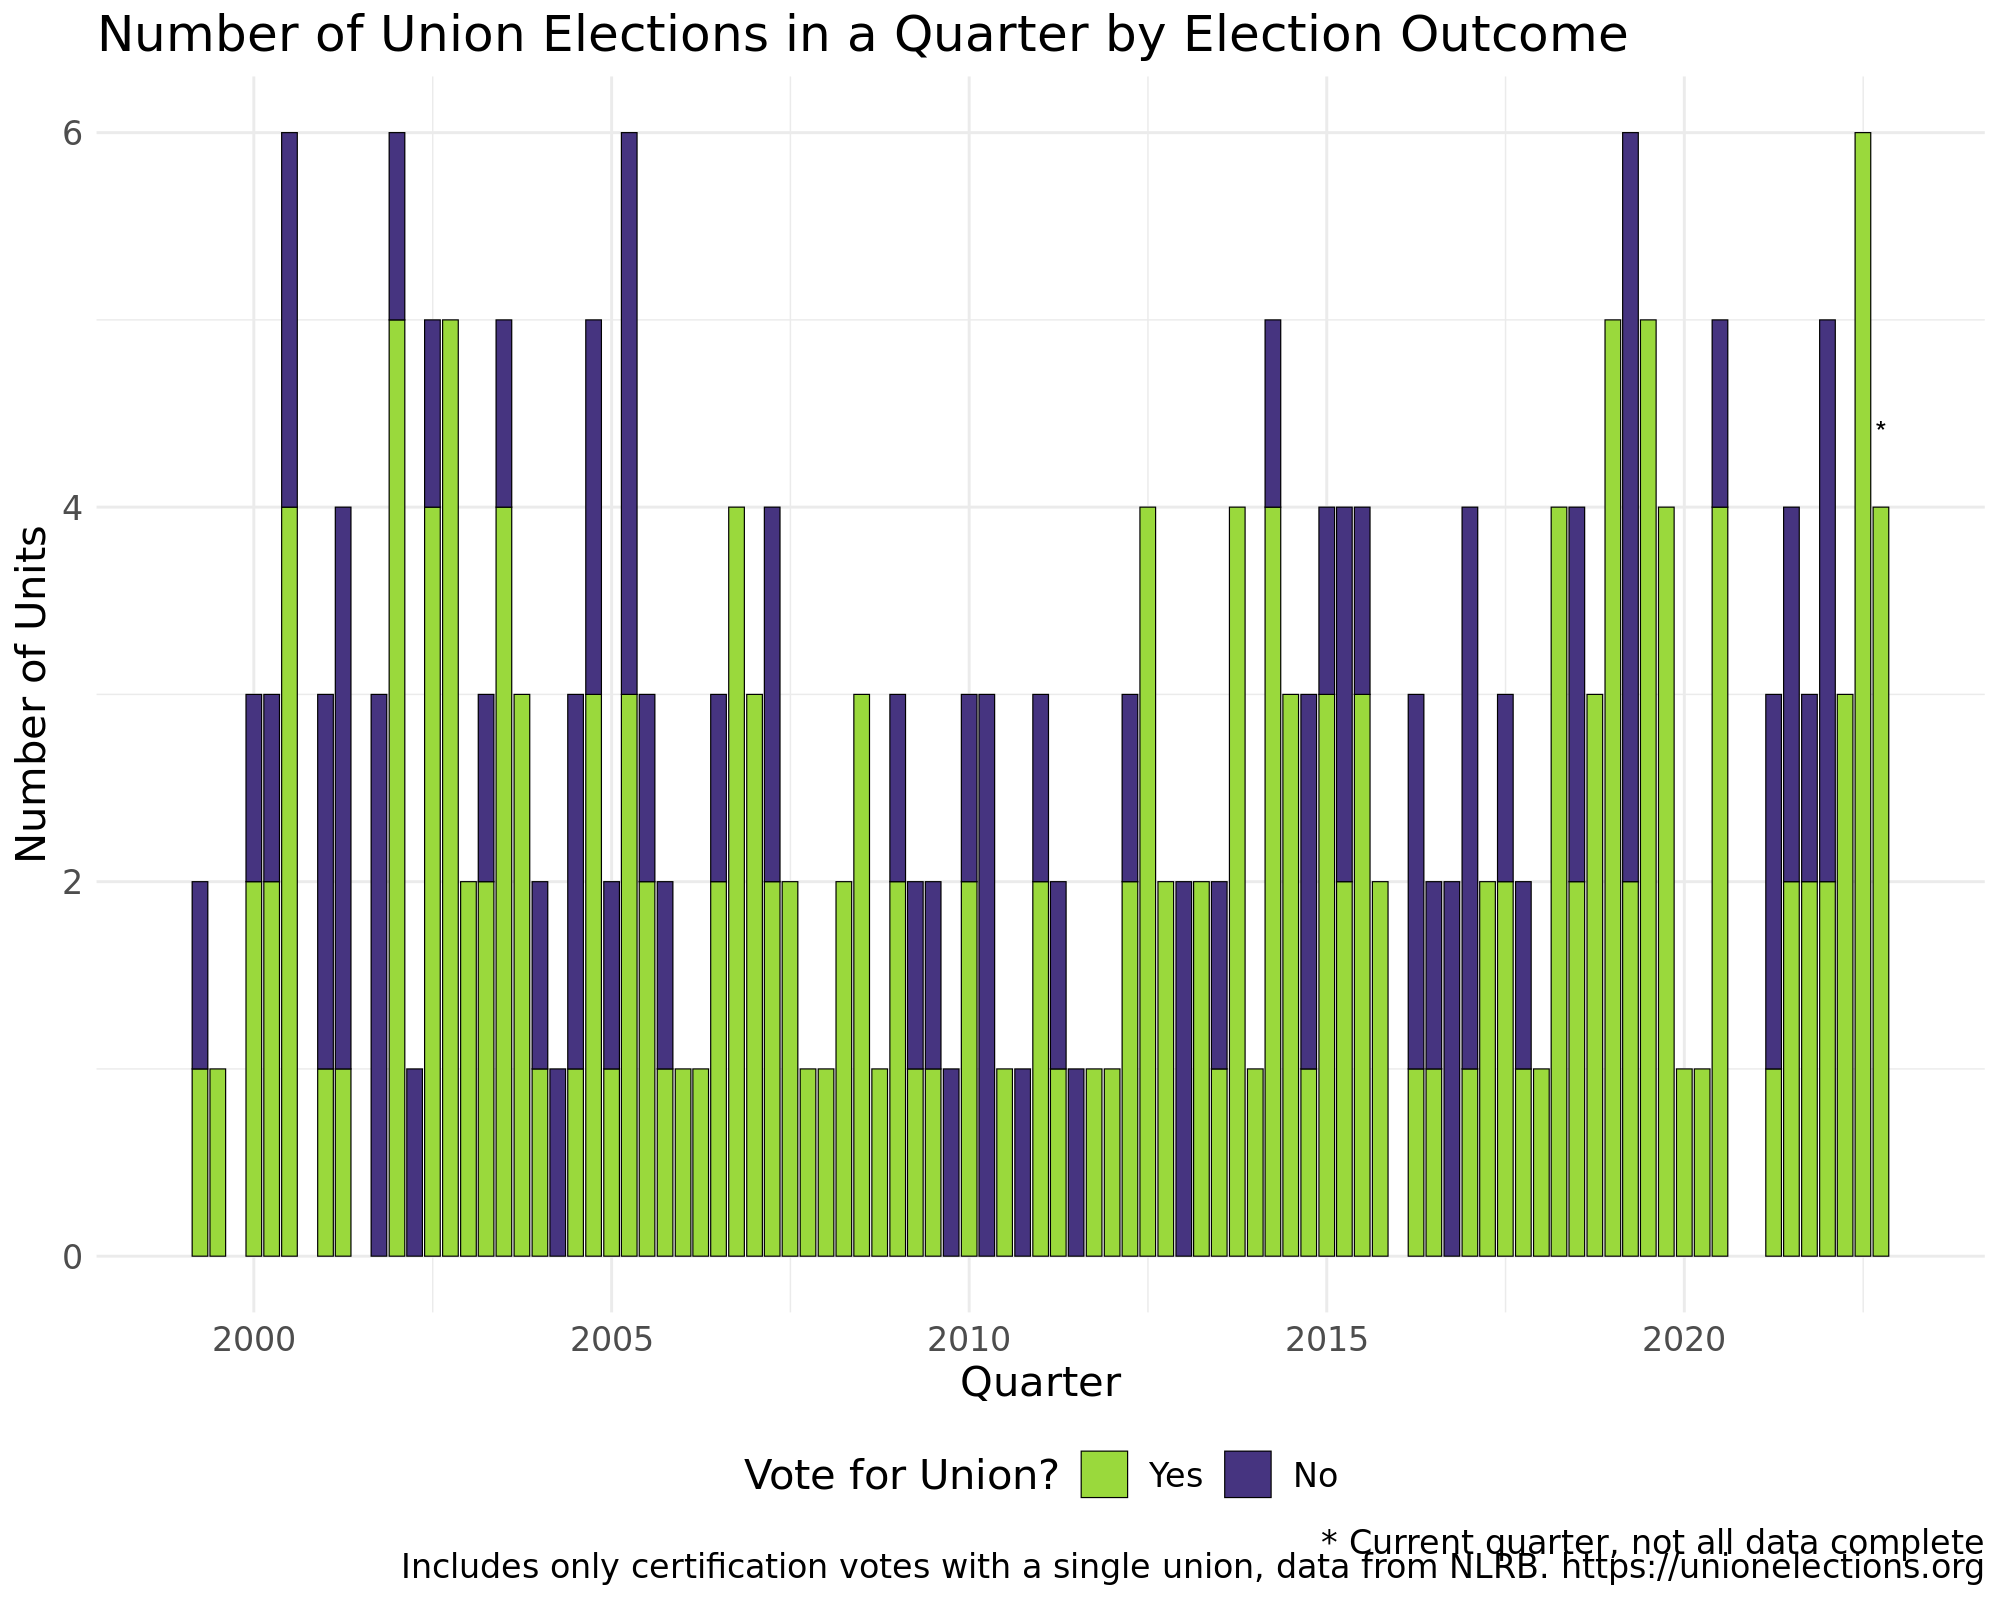 Number of Union Elections in a Quarter by Election Outcome
6
4
2
0
Number of Units
*
2000 2005 2010 2015 2020
Quarter
Vote for Union? Yes No
* Current quarter, not all data complete
Includes only certification votes with a single union, data from NLRB. https://unionelections.org